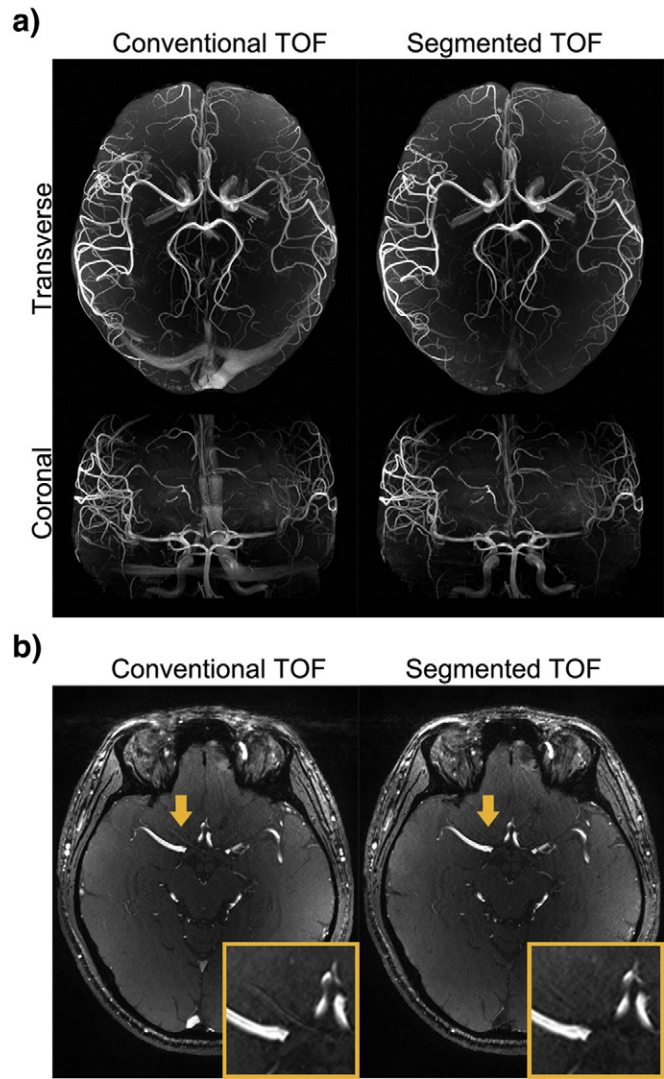 a)
Conventional TOF Segmented TOF
Transverse
Coronal
b)
Conventional TOF Segmented TOF